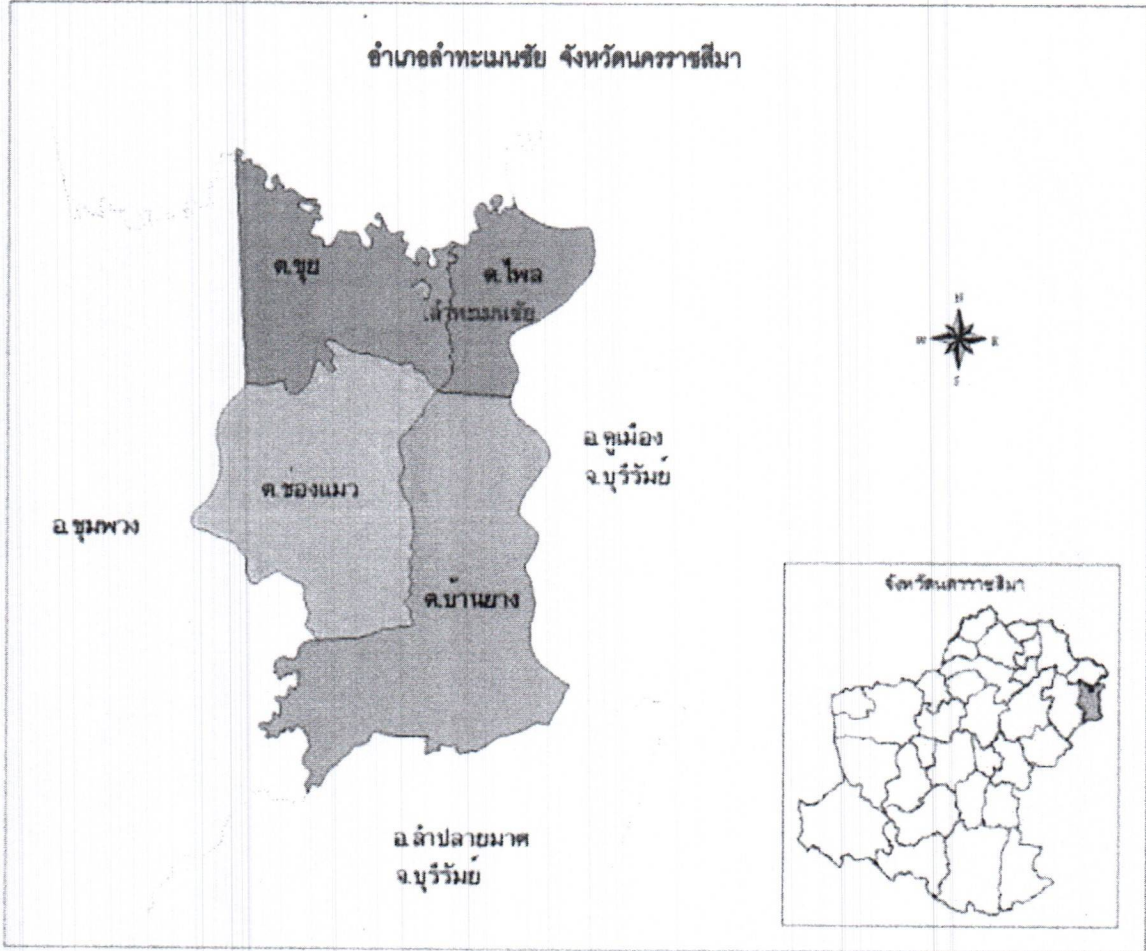 อำเภอลำทะเมนชัย จังหวัดนครราชสีมา
ต.ขุย
ต.ไพล
ลำทะเมนชัย
N
W
E
S
อ.คูเมือง
จ.บุรีรัมย์
ต.ช่องแมว
อ.ชุมพวง
จังหวัดนครราชสีมา
ต.บ้านยาง
อ.ลำปลายมาศ
จ.บุรีรัมย์